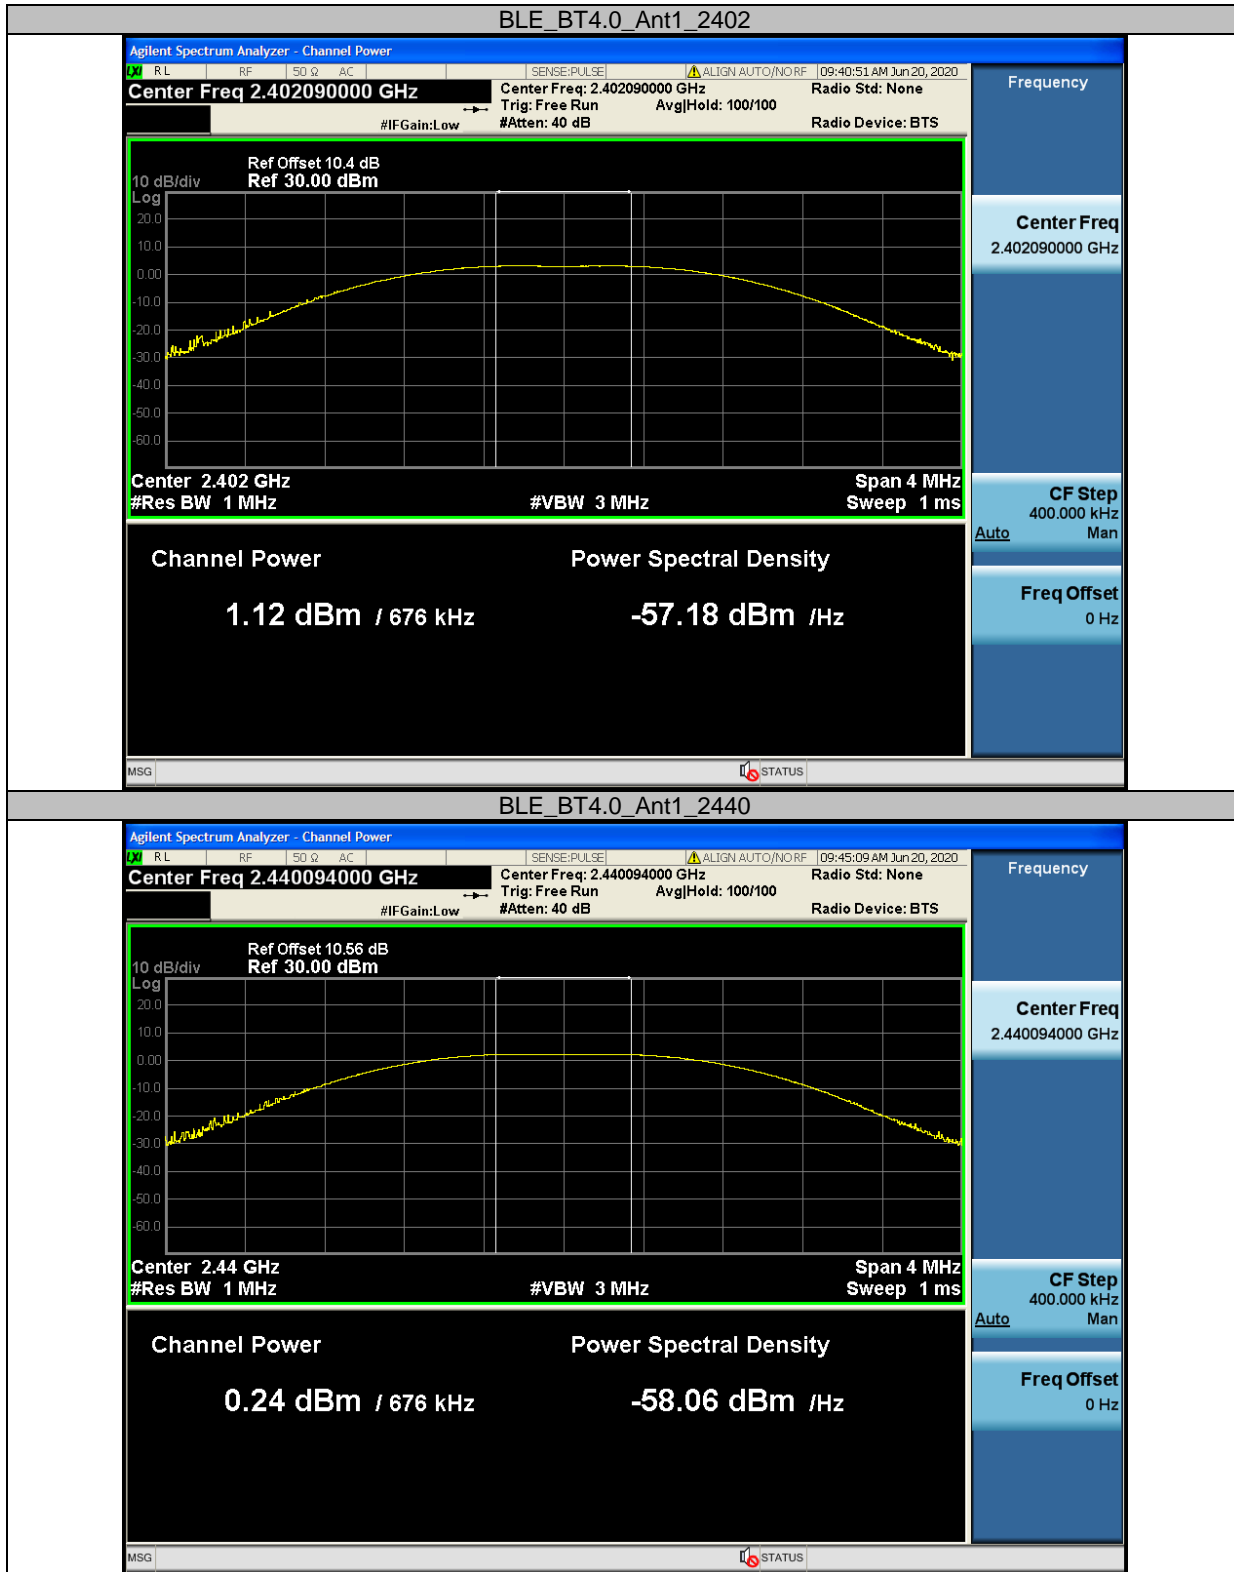 BLE_BT4.0_Ant1_2402
Agilent Spectrum Analyzer - Channel Power
LXI RL RF 50 Ω AC SENSE:PULSE ALIGN AUTO/NO RF 09:40:51 AM Jun 20, 2020
Center Freq 2.402090000 GHz
Center Freq: 2.402090000 GHz Radio Std: None
Trig: Free Run Avg|Hold: 100/100
#IFGain:Low #Atten: 40 dB Radio Device: BTS
Frequency
Ref Offset 10.4 dB
10 dB/div Ref 30.00 dBm
Log
20.0
10.0
0.00
-10.0
-20.0
-30.0
-40.0
-50.0
-60.0
Center Freq
2.402090000 GHz
Center 2.402 GHz Span 4 MHz
#Res BW 1 MHz #VBW 3 MHz Sweep 1 ms
CF Step
400.000 kHz
Auto Man
Channel Power Power Spectral Density
1.12 dBm / 676 kHz -57.18 dBm /Hz
Freq Offset
0 Hz
MSG STATUS
BLE_BT4.0_Ant1_2440
Agilent Spectrum Analyzer - Channel Power
LXI RL RF 50 Ω AC SENSE:PULSE ALIGN AUTO/NO RF 09:45:09 AM Jun 20, 2020
Center Freq 2.440094000 GHz
Center Freq: 2.440094000 GHz Radio Std: None
Trig: Free Run Avg|Hold: 100/100
#IFGain:Low #Atten: 40 dB Radio Device: BTS
Frequency
Ref Offset 10.56 dB
10 dB/div Ref 30.00 dBm
Log
20.0
10.0
0.00
-10.0
-20.0
-30.0
-40.0
-50.0
-60.0
Center Freq
2.440094000 GHz
Center 2.44 GHz Span 4 MHz
#Res BW 1 MHz #VBW 3 MHz Sweep 1 ms
CF Step
400.000 kHz
Auto Man
Channel Power Power Spectral Density
0.24 dBm / 676 kHz -58.06 dBm /Hz
Freq Offset
0 Hz
MSG STATUS